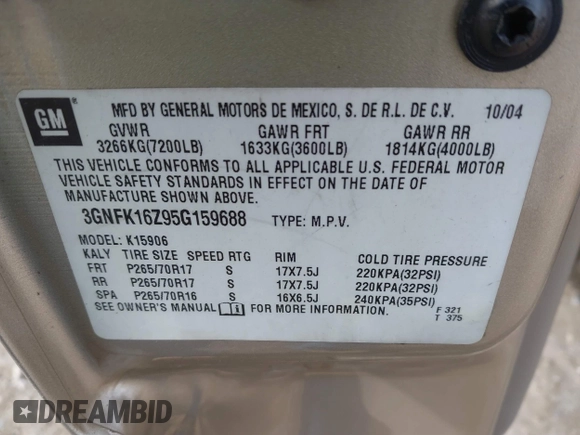 GM
MFD BY GENERAL MOTORS DE MEXICO, S. DE R.L. DE C.V. 10/04
GVWR GAWR FRT GAWR RR
3266KG(7200LB) 1633KG(3600LB) 1814KG(4000LB)
THIS VEHICLE CONFORMS TO ALL APPLICABLE U.S. FEDERAL MOTOR
VEHICLE SAFETY STANDARDS IN EFFECT ON THE DATE OF
MANUFACTURE SHOWN ABOVE.
3GNFK16Z95G159688 TYPE: M.P.V.
MODEL: K15906
KALY TIRE SIZE SPEED RTG RIM COLD TIRE PRESSURE
FRT P265/70R17 S 17X7.5J 220KPA(32PSI)
RR P265/70R17 S 17X7.5J 220KPA(32PSI)
SPA P265/70R16 S 16X6.5J 240KPA(35PSI)
SEE OWNER'S MANUAL FOR MORE INFORMATION.
F 321
T 375
DREAMBID